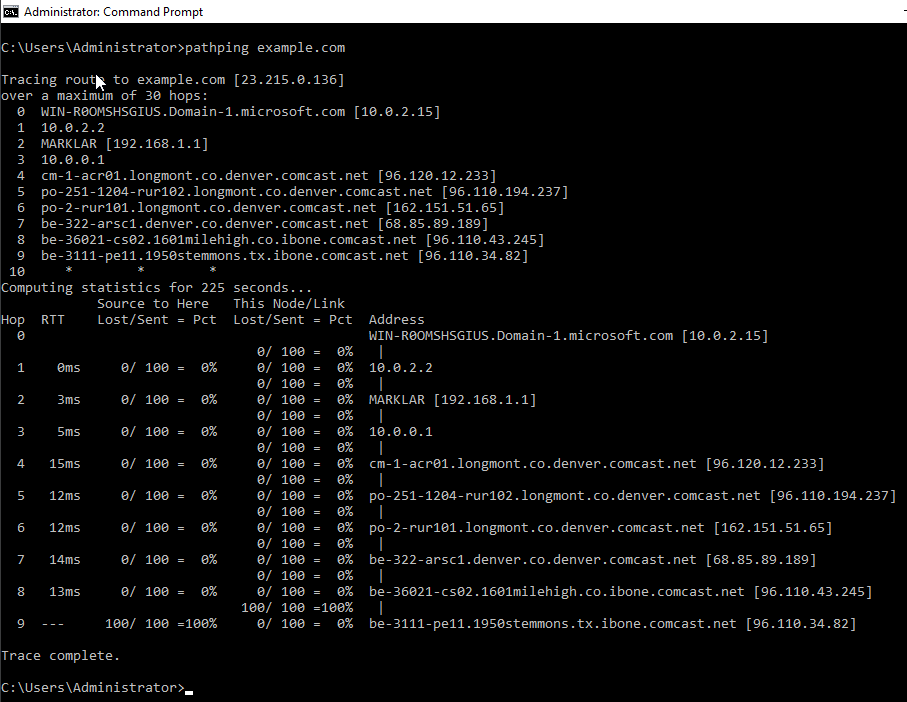 Administrator: Command Prompt
C:\Users\Administrator>pathping example.com
Tracing route to example.com [23.215.0.136]
over a maximum of 30 hops:
  0  WIN-R0OMSHSGIUS.Domain-1.microsoft.com [10.0.2.15]
  1  10.0.2.2
  2  MARKLAR [192.168.1.1]
  3  10.0.0.1
  4  cm-1-acr01.longmont.co.denver.comcast.net [96.120.12.233]
  5  po-251-1204-rur102.longmont.co.denver.comcast.net [96.110.194.237]
  6  po-2-rur101.longmont.co.denver.comcast.net [162.151.51.65]
  7  be-322-arsc1.denver.co.denver.comcast.net [68.85.89.189]
  8  be-36021-cs02.1601milehigh.co.ibone.comcast.net [96.110.43.245]
  9  be-3111-pe11.1950stemmons.tx.ibone.comcast.net [96.110.34.82]
 10     *        *        *
Computing statistics for 225 seconds...
            Source to Here   This Node/Link
Hop  RTT    Lost/Sent = Pct  Lost/Sent = Pct  Address
  0                                           WIN-R0OMSHSGIUS.Domain-1.microsoft.com [10.0.2.15]
                                0/ 100 =  0%   |
  1    0ms     0/ 100 =  0%     0/ 100 =  0%  10.0.2.2
                                0/ 100 =  0%   |
  2    3ms     0/ 100 =  0%     0/ 100 =  0%  MARKLAR [192.168.1.1]
                                0/ 100 =  0%   |
  3    5ms     0/ 100 =  0%     0/ 100 =  0%  10.0.0.1
                                0/ 100 =  0%   |
  4   15ms     0/ 100 =  0%     0/ 100 =  0%  cm-1-acr01.longmont.co.denver.comcast.net [96.120.12.233]
                                0/ 100 =  0%   |
  5   12ms     0/ 100 =  0%     0/ 100 =  0%  po-251-1204-rur102.longmont.co.denver.comcast.net [96.110.194.237]
                                0/ 100 =  0%   |
  6   12ms     0/ 100 =  0%     0/ 100 =  0%  po-2-rur101.longmont.co.denver.comcast.net [162.151.51.65]
                                0/ 100 =  0%   |
  7   14ms     0/ 100 =  0%     0/ 100 =  0%  be-322-arsc1.denver.co.denver.comcast.net [68.85.89.189]
                                0/ 100 =  0%   |
  8   13ms     0/ 100 =  0%     0/ 100 =  0%  be-36021-cs02.1601milehigh.co.ibone.comcast.net [96.110.43.245]
                              100/ 100 =100%   |
  9  ---     100/ 100 =100%     0/ 100 =  0%  be-3111-pe11.1950stemmons.tx.ibone.comcast.net [96.110.34.82]
Trace complete.
C:\Users\Administrator>